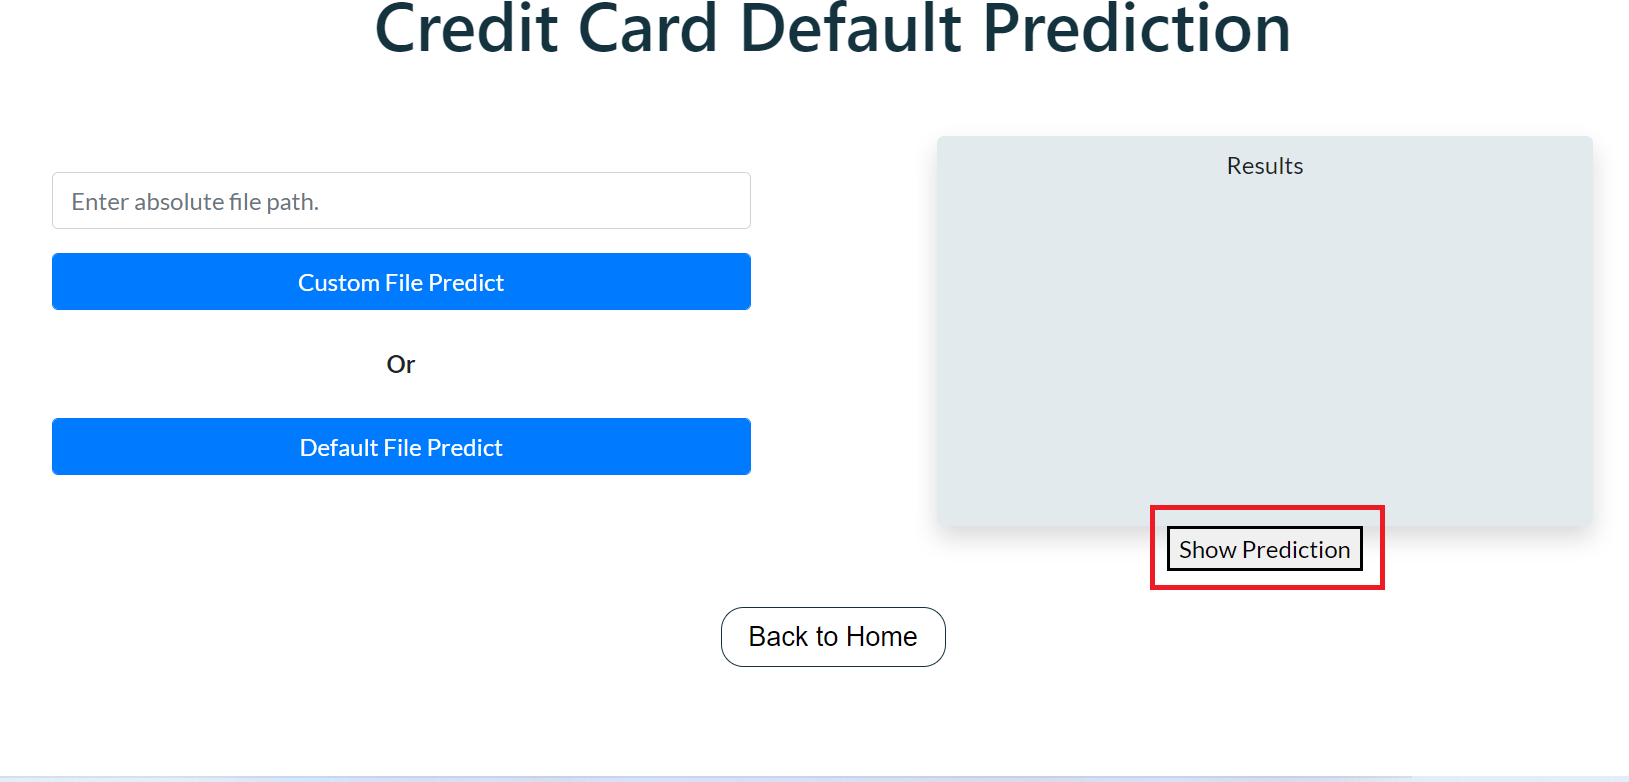 Credit Card Default Prediction
Enter absolute file path.
Custom File Predict
Or
Default File Predict
Results
Show Prediction
Back to Home